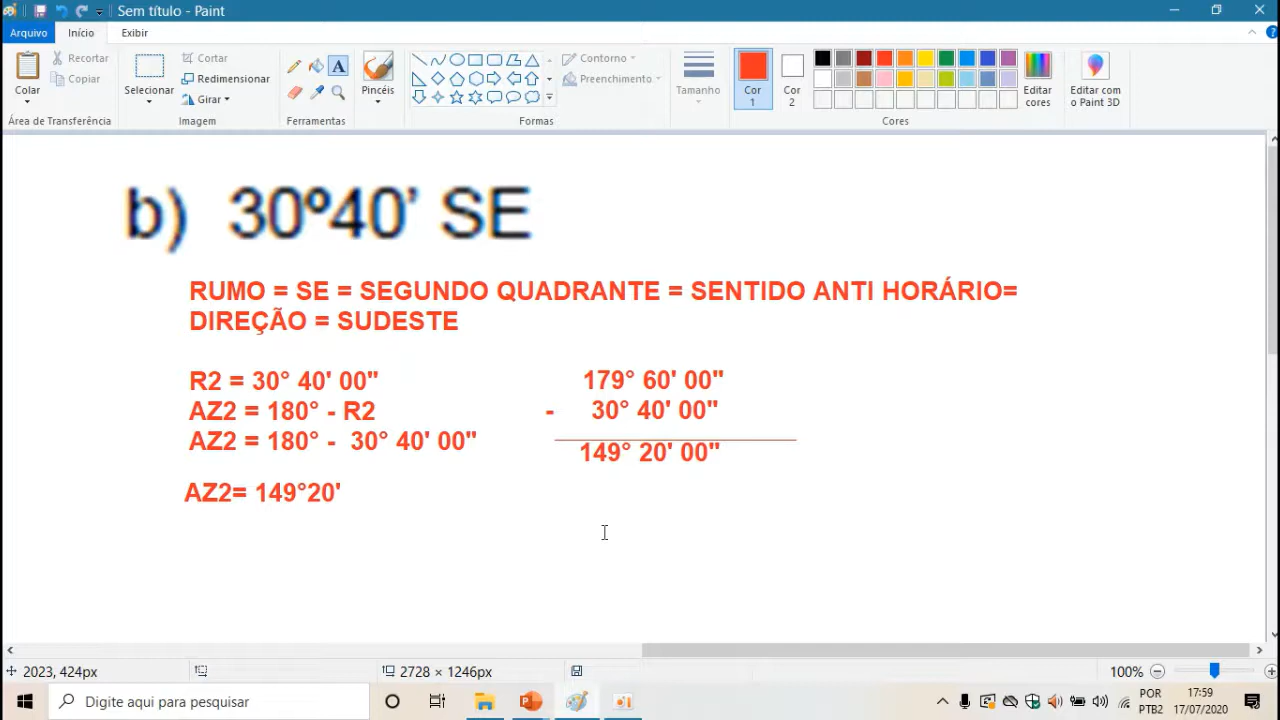 Sem título - Paint
Arquivo Início Exibir
Colar
Recortar
Copiar
Área de Transferência
Selecionar
Cortar
Redimensionar
Girar
Imagem
A
Ferramentas
Pincéis
Contorno
Preenchimento
Formas
Tamanho
Cor 1
Cor 2
Editar cores
Cores
Editar com o Paint 3D
b) 30º40’ SE
RUMO = SE = SEGUNDO QUADRANTE = SENTIDO ANTI HORÁRIO=
DIREÇÃO = SUDESTE
R2 = 30° 40' 00"
AZ2 = 180° - R2
AZ2 = 180° - 30° 40' 00"
AZ2= 149°20'
179° 60' 00"
- 30° 40' 00"
149° 20' 00"
2023, 424px
2728 × 1246px
100%
Digite aqui para pesquisar
POR
PTB2
17:59
17/07/2020